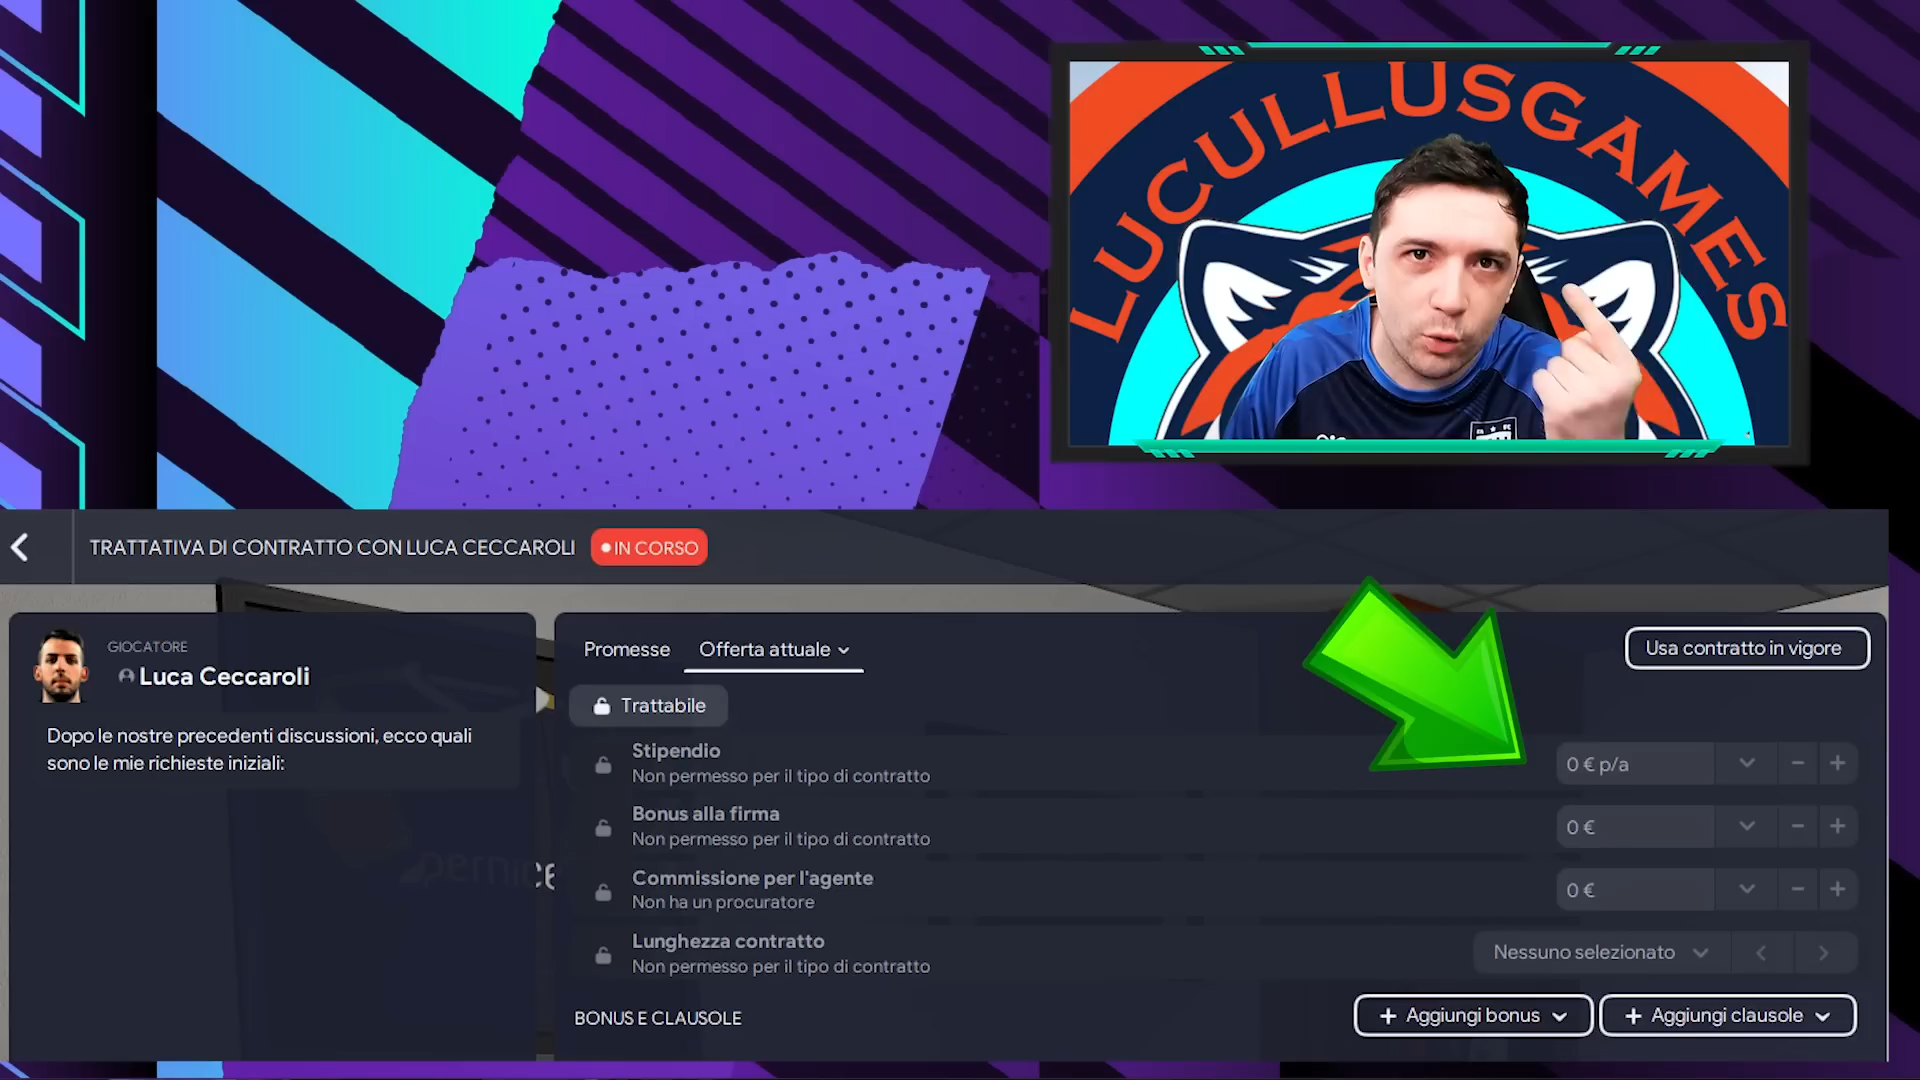 LUCULLUSGAMES
TRATTATIVA DI CONTRATTO CON LUCA CECCAROLI
IN CORSO
GIOCATORE
Luca Ceccaroli
Dopo le nostre precedenti discussioni, ecco quali
sono le mie richieste iniziali:
Promesse
Offerta attuale
Usa contratto in vigore
Trattabile
Stipendio
Non permesso per il tipo di contratto
0 € p/a
Bonus alla firma
Non permesso per il tipo di contratto
0 €
Commissione per l'agente
Non ha un procuratore
0 €
Lunghezza contratto
Non permesso per il tipo di contratto
Nessuno selezionato
BONUS E CLAUSOLE
+ Aggiungi bonus
+ Aggiungi clausole